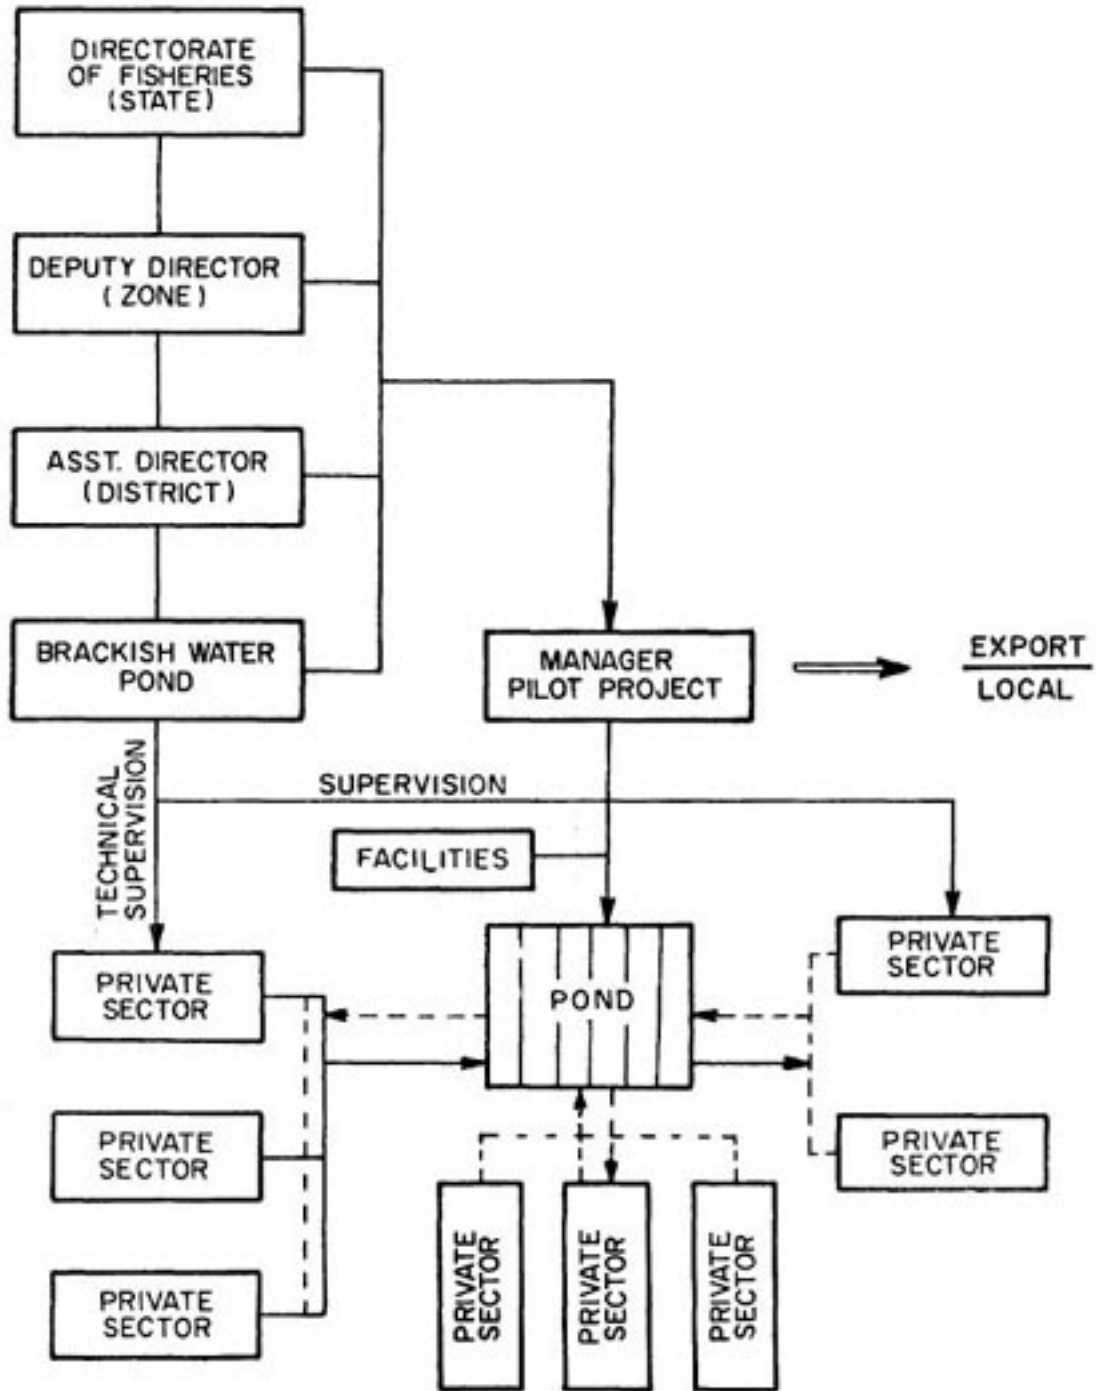 DIRECTORATE
OF FISHERIES
(STATE)
DEPUTY DIRECTOR
(ZONE)
ASST. DIRECTOR
(DISTRICT)
BRACKISH WATER
POND
MANAGER
PILOT PROJECT
EXPORT
LOCAL
TECHNICAL
SUPERVISION
SUPERVISION
FACILITIES
PRIVATE
SECTOR
POND
PRIVATE
SECTOR
PRIVATE
SECTOR
PRIVATE
SECTOR
PRIVATE
SECTOR
PRIVATE
SECTOR
PRIVATE
SECTOR
PRIVATE
SECTOR